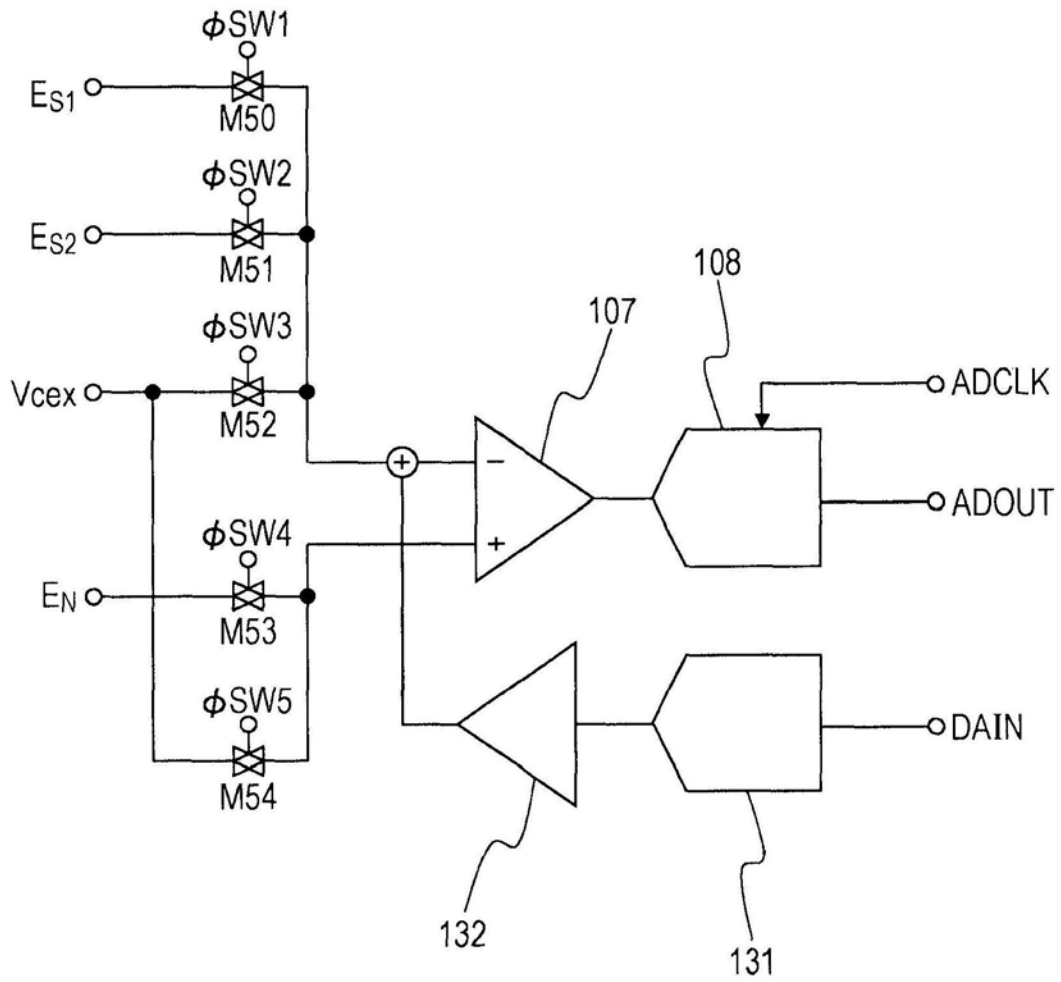 ϕSW1
E_S1
M50
ϕSW2
E_S2
M51
ϕSW3
Vcex
M52
107
108
ADCLK
+
−
+
ADOUT
ϕSW4
E_N
M53
ϕSW5
M54
DAIN
132
131